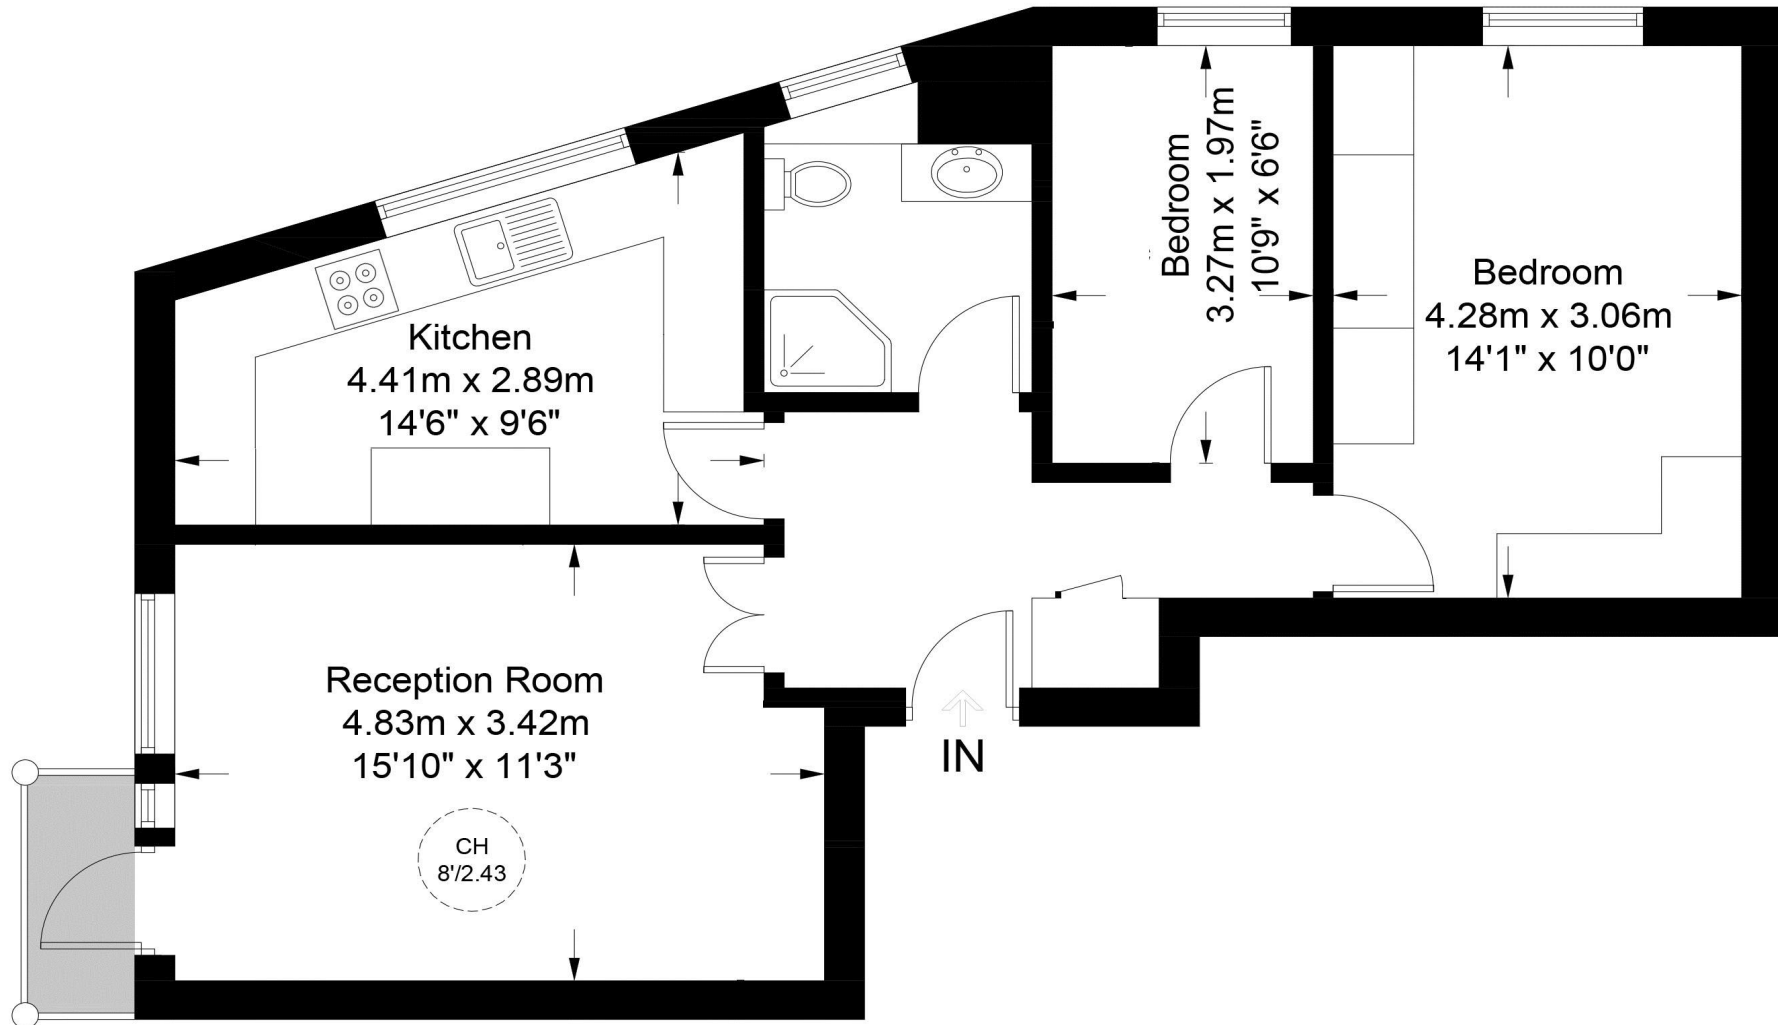 Bedroom
3.27m x 1.97m
10'9" x 6'6"
Bedroom
4.28m x 3.06m
14'1" x 10'0"
Kitchen
4.41m x 2.89m
14'6" x 9'6"
Reception Room
4.83m x 3.42m
15'10" x 11'3"
CH
8'/2.43
IN